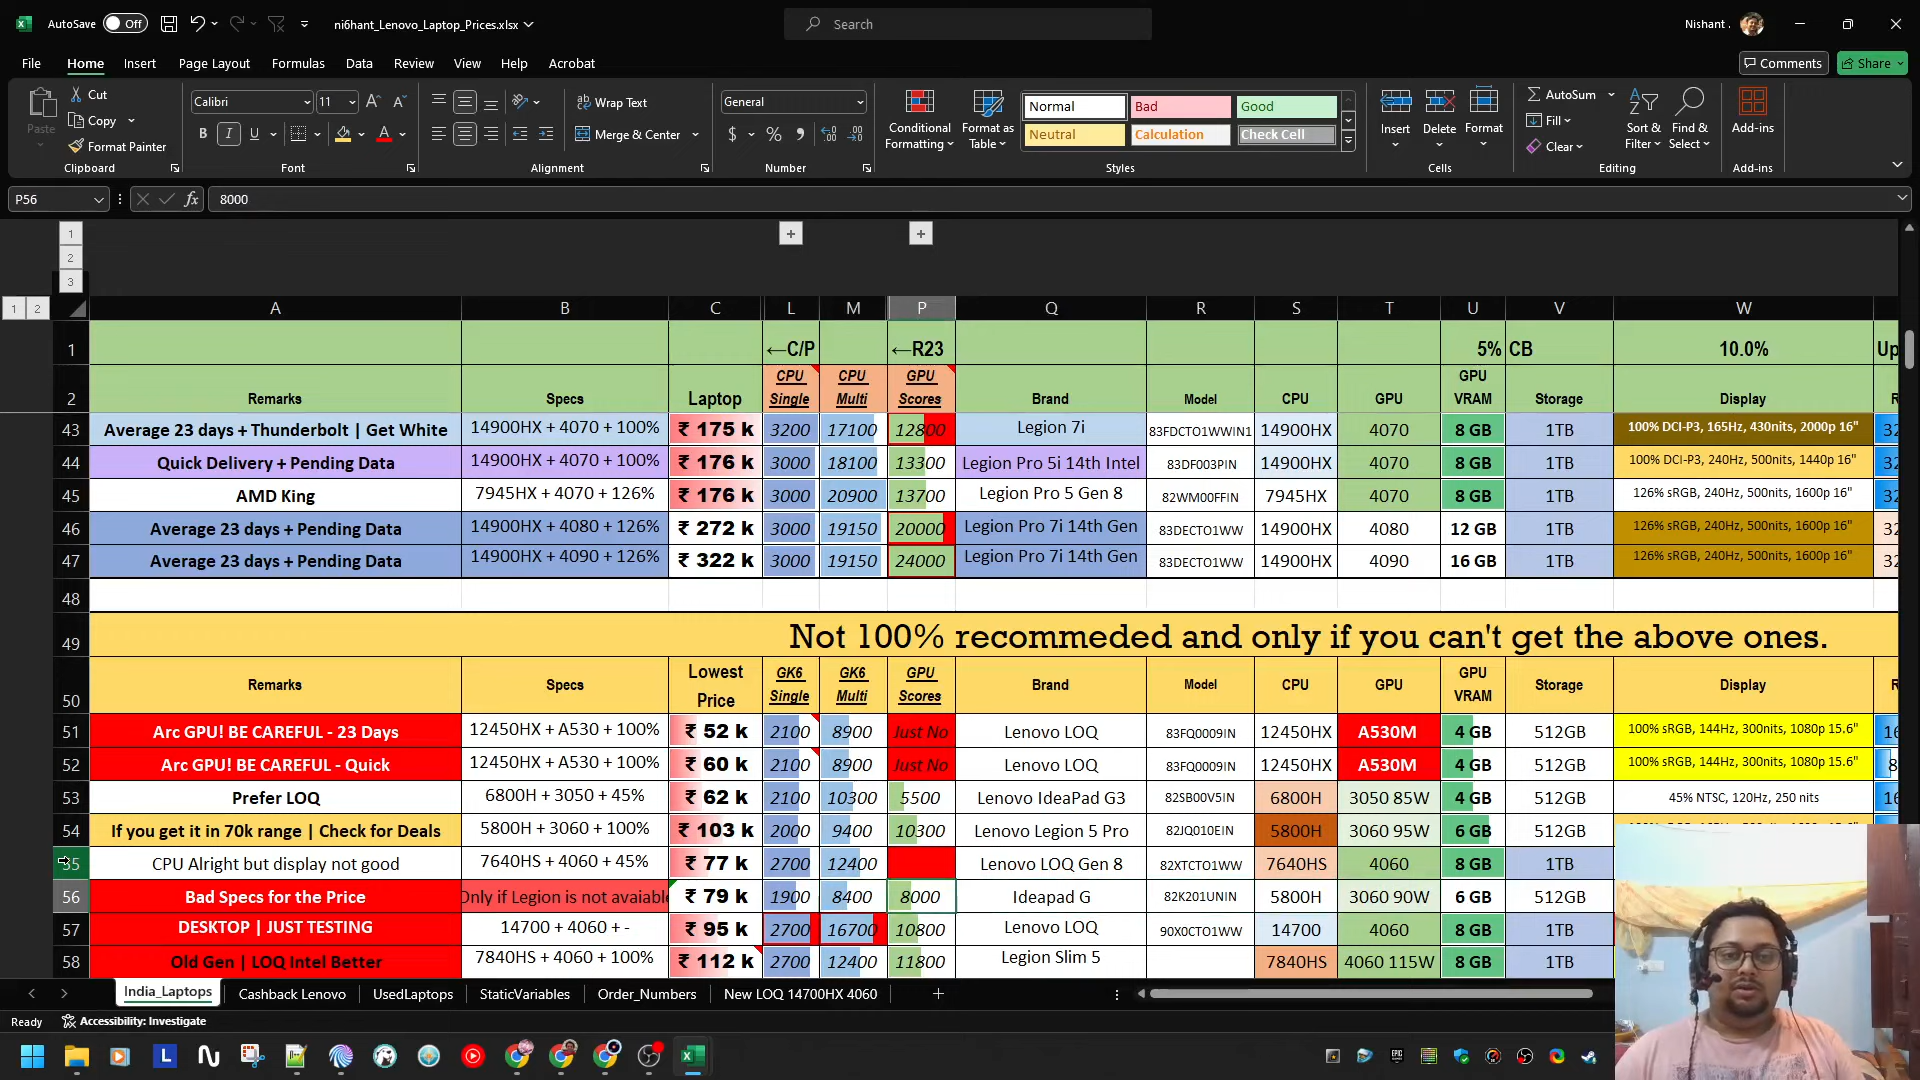 AutoSave Off ni6hant_Lenovo_Laptop_Prices.xlsx Search Nishant .
File Home Insert Page Layout Formulas Data Review View Help Acrobat Comments Share
Cut
Copy
Format Painter
Paste
Clipboard
Calibri 11
B I U
Font
Wrap Text
Merge & Center
Alignment
General
$ % ,
Number
Conditional Formatting
Format as Table
Normal Bad Good
Neutral Calculation Check Cell
Styles
Insert Delete Format
Cells
AutoSum
Fill
Clear
Sort & Filter
Find & Select
Editing
Add-ins
Add-ins
P56 fx 8000
1
2
3
1 2
A B C L M P Q R S T U V W
1 ←C/P ←R23 5% CB 10.0% Up
2 Remarks Specs Laptop CPU Single CPU Multi GPU Scores Brand Model CPU GPU GPU VRAM Storage Display
43 Average 23 days + Thunderbolt | Get White 14900HX + 4070 + 100% ₹ 175 k 3200 17100 12800 Legion 7i 83FDCTO1WWIN1 14900HX 4070 8 GB 1TB 100% DCI-P3, 165Hz, 430nits, 2000p 16" 32
44 Quick Delivery + Pending Data 14900HX + 4070 + 100% ₹ 176 k 3000 18100 13300 Legion Pro 5i 14th Intel 83DF003PIN 14900HX 4070 8 GB 1TB 100% DCI-P3, 240Hz, 500nits, 1440p 16" 32
45 AMD King 7945HX + 4070 + 126% ₹ 176 k 3000 20900 13700 Legion Pro 5 Gen 8 82WM00FFIN 7945HX 4070 8 GB 1TB 126% sRGB, 240Hz, 500nits, 1600p 16" 32
46 Average 23 days + Pending Data 14900HX + 4080 + 126% ₹ 272 k 3000 19150 20000 Legion Pro 7i 14th Gen 83DECTO1WW 14900HX 4080 12 GB 1TB 126% sRGB, 240Hz, 500nits, 1600p 16" 32
47 Average 23 days + Pending Data 14900HX + 4090 + 126% ₹ 322 k 3000 19150 24000 Legion Pro 7i 14th Gen 83DECTO1WW 14900HX 4090 16 GB 1TB 126% sRGB, 240Hz, 500nits, 1600p 16" 32
48
49 Not 100% recommeded and only if you can't get the above ones.
50 Remarks Specs Lowest Price GK6 Single GK6 Multi GPU Scores Brand Model CPU GPU GPU VRAM Storage Display
51 Arc GPU! BE CAREFUL - 23 Days 12450HX + A530 + 100% ₹ 52 k 2100 8900 Just No Lenovo LOQ 83FQ0009IN 12450HX A530M 4 GB 512GB 100% sRGB, 144Hz, 300nits, 1080p 15.6" 16
52 Arc GPU! BE CAREFUL - Quick 12450HX + A530 + 100% ₹ 60 k 2100 8900 Just No Lenovo LOQ 83FQ0009IN 12450HX A530M 4 GB 512GB 100% sRGB, 144Hz, 300nits, 1080p 15.6" 8
53 Prefer LOQ 6800H + 3050 + 45% ₹ 62 k 2100 10300 5500 Lenovo IdeaPad G3 82SB00V5IN 6800H 3050 85W 4 GB 512GB 45% NTSC, 120Hz, 250 nits 16
54 If you get it in 70k range | Check for Deals 5800H + 3060 + 100% ₹ 103 k 2000 9400 10300 Lenovo Legion 5 Pro 82JQ010EIN 5800H 3060 95W 6 GB 512GB
55 CPU Alright but display not good 7640HS + 4060 + 45% ₹ 77 k 2700 12400 Lenovo LOQ Gen 8 82XTCTO1WW 7640HS 4060 8 GB 1TB
56 Bad Specs for the Price Only if Legion is not avaiable ₹ 79 k 1900 8400 8000 Ideapad G 82K201UNIN 5800H 3060 90W 6 GB 512GB
57 DESKTOP | JUST TESTING 14700 + 4060 + - ₹ 95 k 2700 16700 10800 Lenovo LOQ 90X0CTO1WW 14700 4060 8 GB 1TB
58 Old Gen | LOQ Intel Better 7840HS + 4060 + 100% ₹ 112 k 2700 12400 11800 Legion Slim 5 7840HS 4060 115W 8 GB 1TB
India_Laptops Cashback Lenovo UsedLaptops StaticVariables Order_Numbers New LOQ 14700HX 4060
Ready Accessibility: Investigate